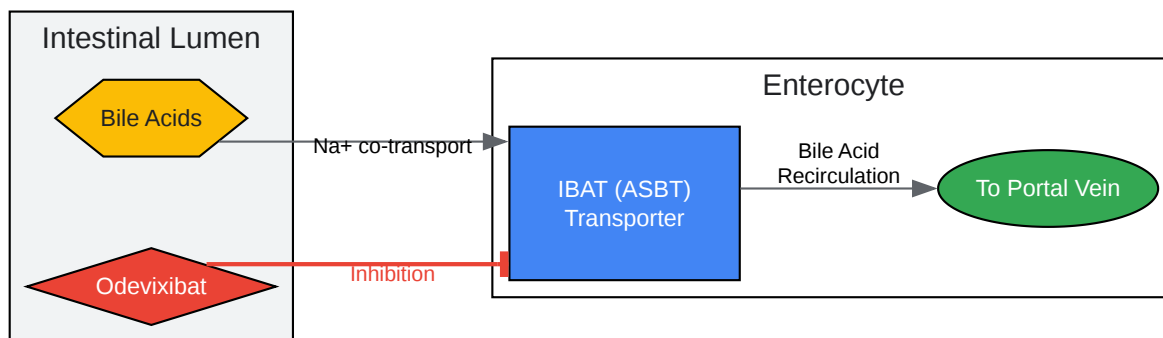 Intestinal Lumen
Bile Acids
Na+ co-transport
Odevixibat
Inhibition
Enterocyte
IBAT (ASBT)
Transporter
Bile Acid
Recirculation
To Portal Vein